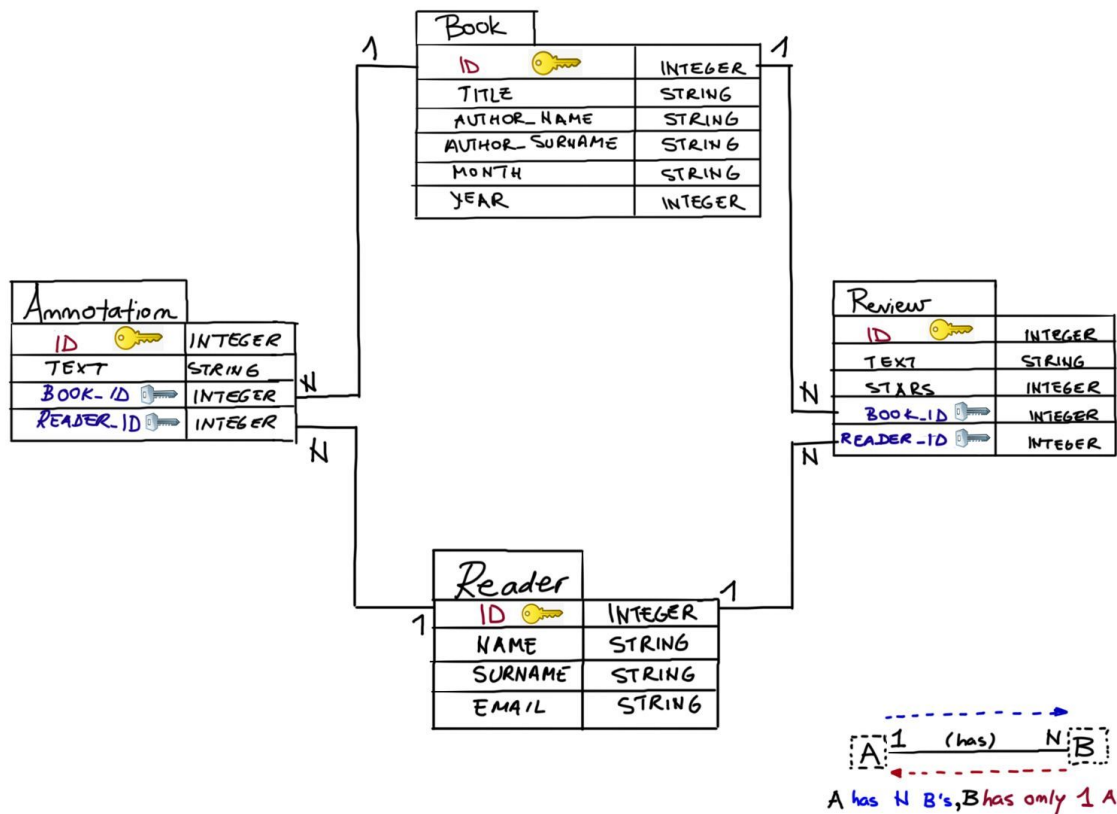 Book
1
1
ID INTEGER
TITLE STRING
AUTHOR_NAME STRING
AUTHOR_SURNAME STRING
MONTH STRING
YEAR INTEGER
Annotation
ID INTEGER
TEXT STRING
BOOK_ID INTEGER
N
READER_ID INTEGER
N
Review
ID INTEGER
TEXT STRING
STARS INTEGER
N
BOOK_ID INTEGER
READER_ID INTEGER
N
Reader
1
1
ID INTEGER
NAME STRING
SURNAME STRING
EMAIL STRING
A 1 (has) N B
A has N B's, B has only 1 A